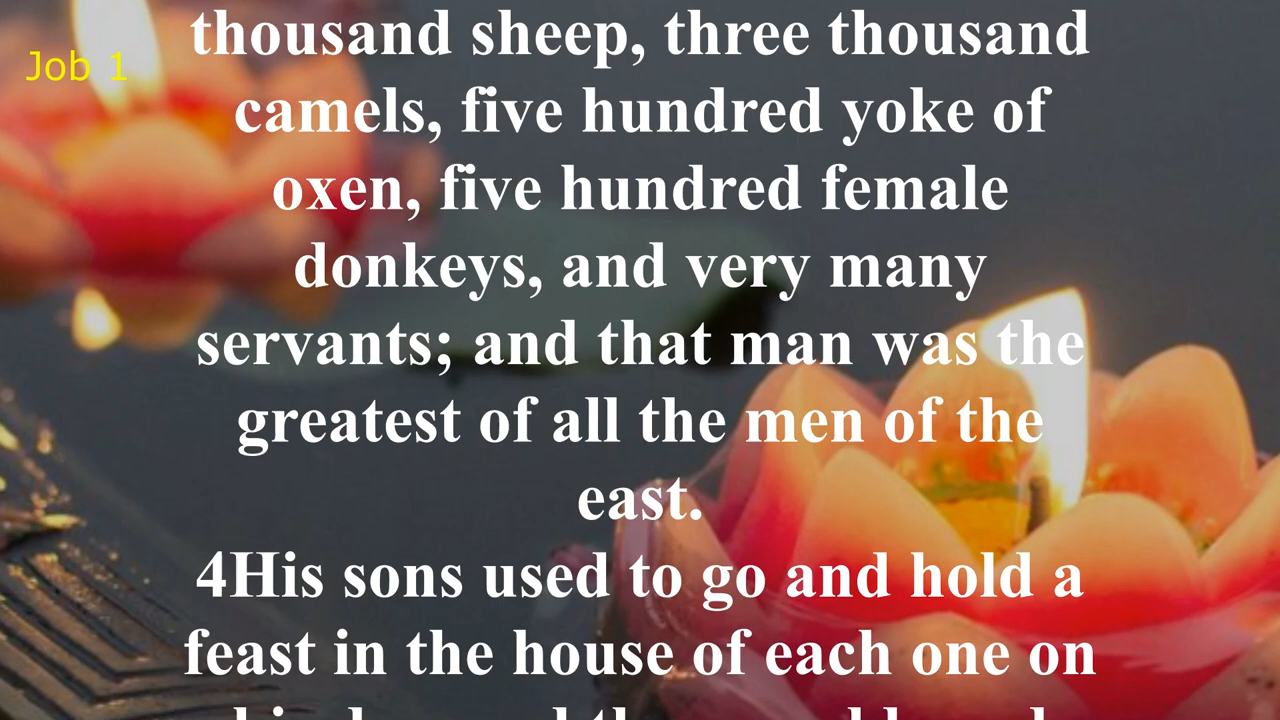 Job 1
thousand sheep, three thousand
camels, five hundred yoke of
oxen, five hundred female
donkeys, and very many
servants; and that man was the
greatest of all the men of the
east.
4His sons used to go and hold a
feast in the house of each one on